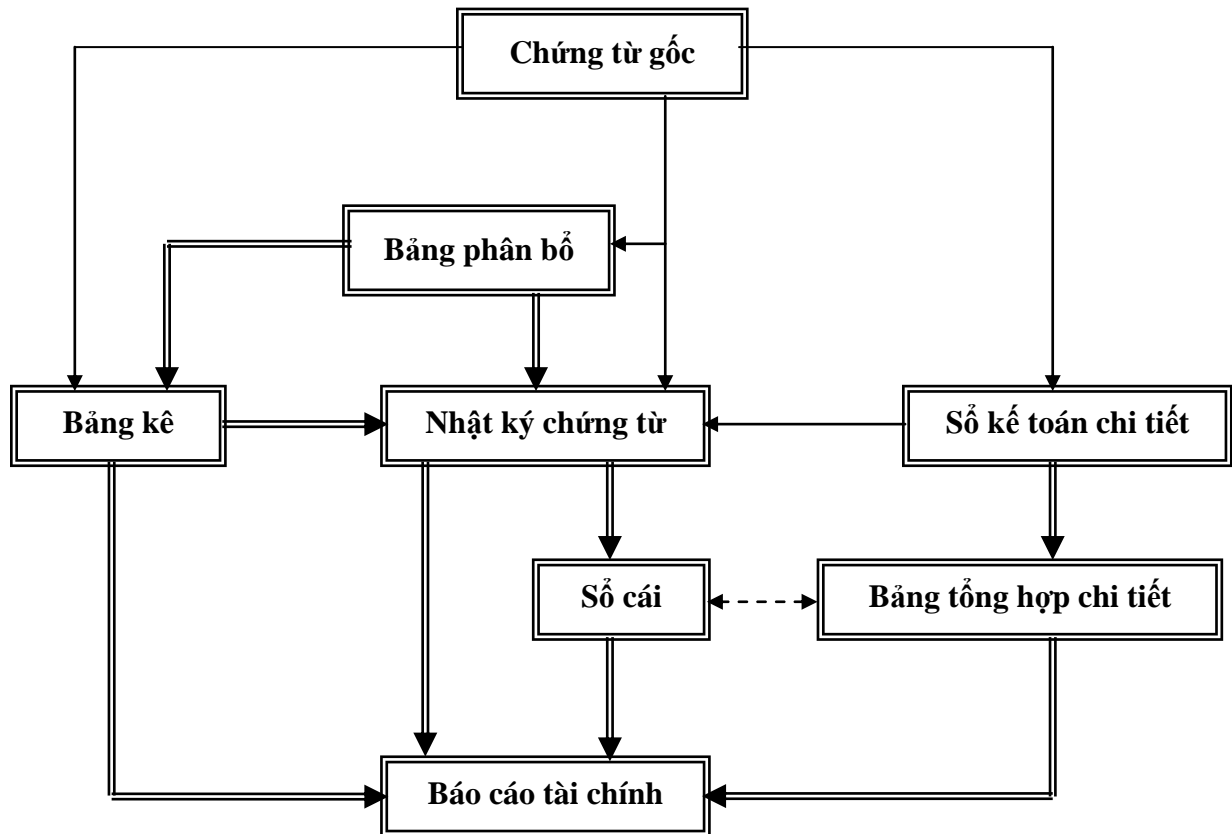 Chứng từ gốc
Bảng phân bổ
Bảng kê
Nhật ký chứng từ
Sổ kế toán chi tiết
Sổ cái
Bảng tổng hợp chi tiết
Báo cáo tài chính